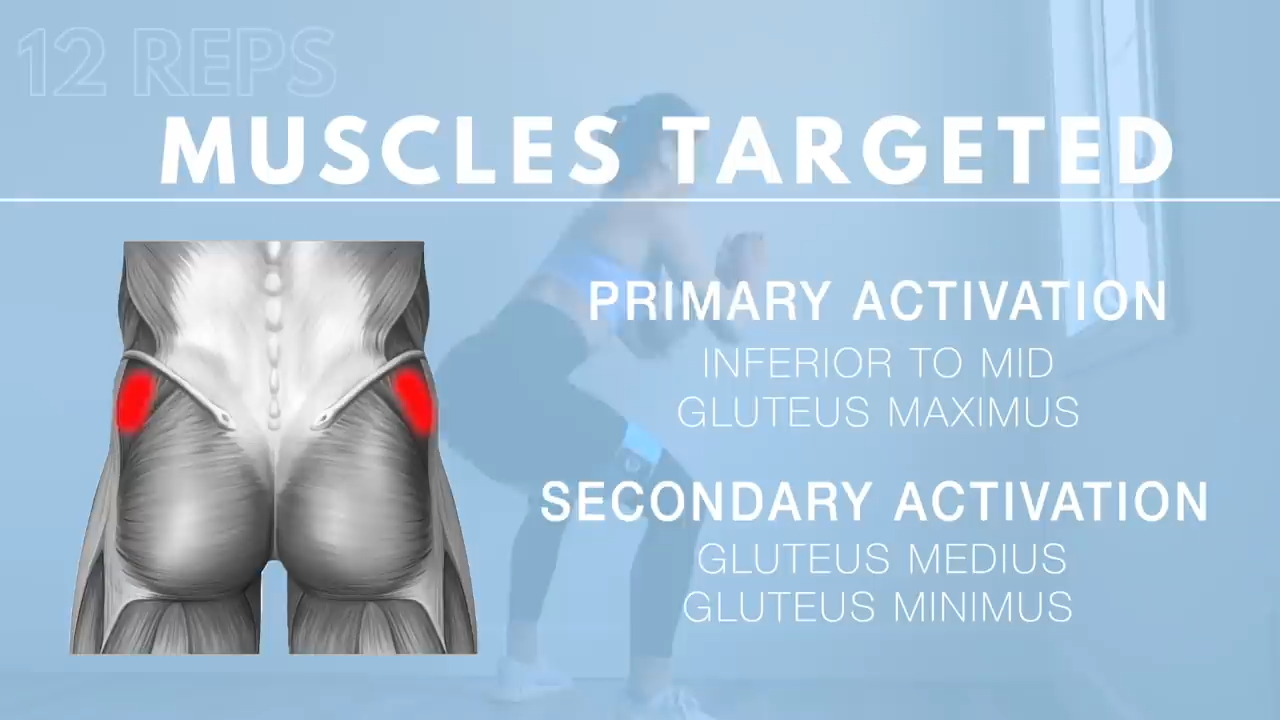 12 REPS
MUSCLES TARGETED
PRIMARY ACTIVATION
INFERIOR TO MID
GLUTEUS MAXIMUS
SECONDARY ACTIVATION
GLUTEUS MEDIUS
GLUTEUS MINIMUS